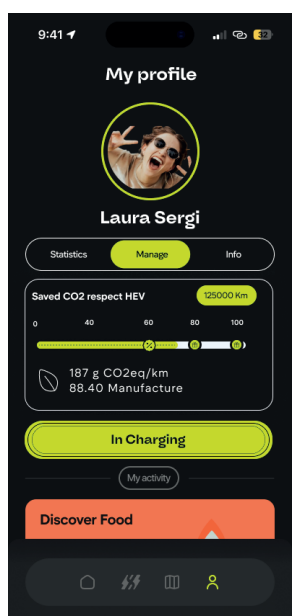 9:41
32
My profile
Laura Sergi
Statistics Manage Info
Saved CO2 respect HEV 125000 Km
0 40 60 80 100
187 g CO2eq/km
88.40 Manufacture
In Charging
My activity
Discover Food